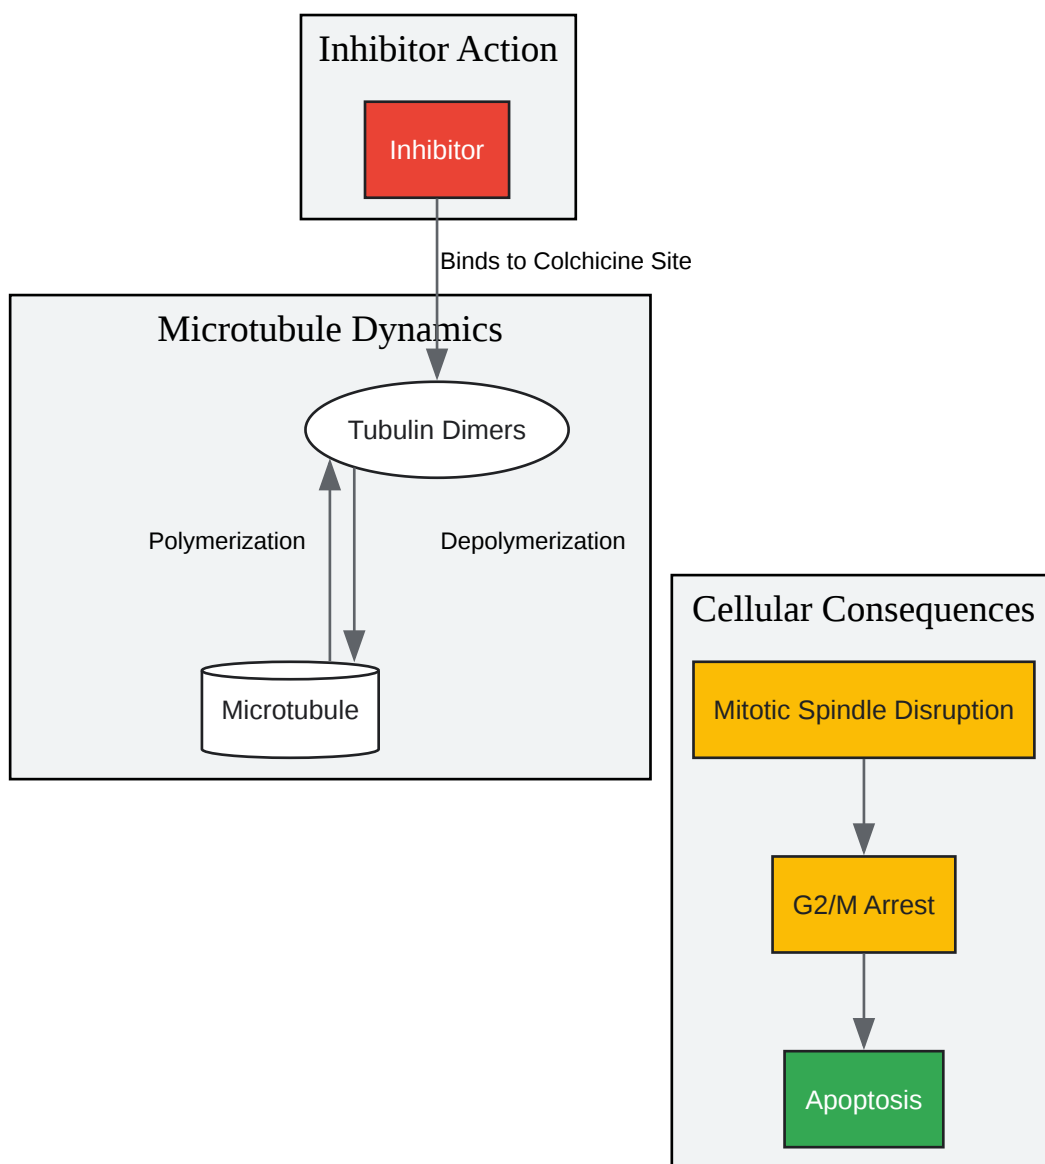 Inhibitor Action
Inhibitor
Binds to Colchicine Site
Microtubule Dynamics
Tubulin Dimers
Polymerization
Depolymerization
Microtubule
Cellular Consequences
Mitotic Spindle Disruption
G2/M Arrest
Apoptosis